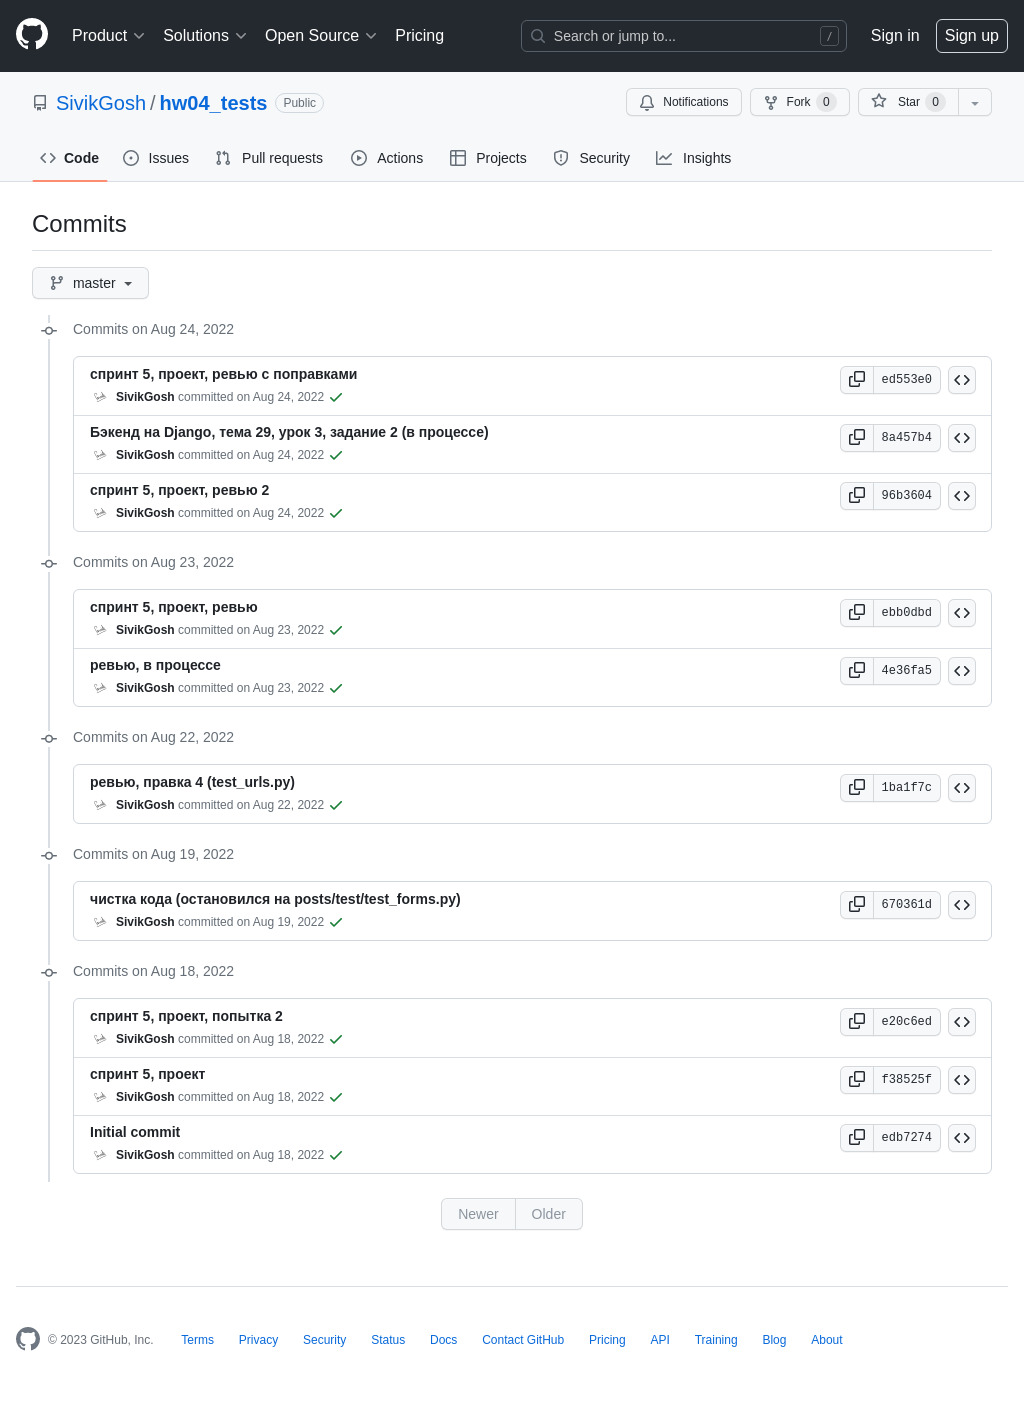 Product Solutions Open Source Pricing Search or jump to... / Sign in Sign up
SivikGosh / hw04_tests Public Notifications Fork 0 Star 0
Code Issues Pull requests Actions Projects Security Insights
Commits
master
Commits on Aug 24, 2022
спринт 5, проект, ревью с поправками
ed553e0
SivikGosh committed on Aug 24, 2022
Бэкенд на Django, тема 29, урок 3, задание 2 (в процессе)
8a457b4
SivikGosh committed on Aug 24, 2022
спринт 5, проект, ревью 2
96b3604
SivikGosh committed on Aug 24, 2022
Commits on Aug 23, 2022
спринт 5, проект, ревью
ebb0dbd
SivikGosh committed on Aug 23, 2022
ревью, в процессе
4e36fa5
SivikGosh committed on Aug 23, 2022
Commits on Aug 22, 2022
ревью, правка 4 (test_urls.py)
1ba1f7c
SivikGosh committed on Aug 22, 2022
Commits on Aug 19, 2022
чистка кода (остановился на posts/test/test_forms.py)
670361d
SivikGosh committed on Aug 19, 2022
Commits on Aug 18, 2022
спринт 5, проект, попытка 2
e20c6ed
SivikGosh committed on Aug 18, 2022
спринт 5, проект
f38525f
SivikGosh committed on Aug 18, 2022
Initial commit
edb7274
SivikGosh committed on Aug 18, 2022
Newer Older
© 2023 GitHub, Inc. Terms Privacy Security Status Docs Contact GitHub Pricing API Training Blog About